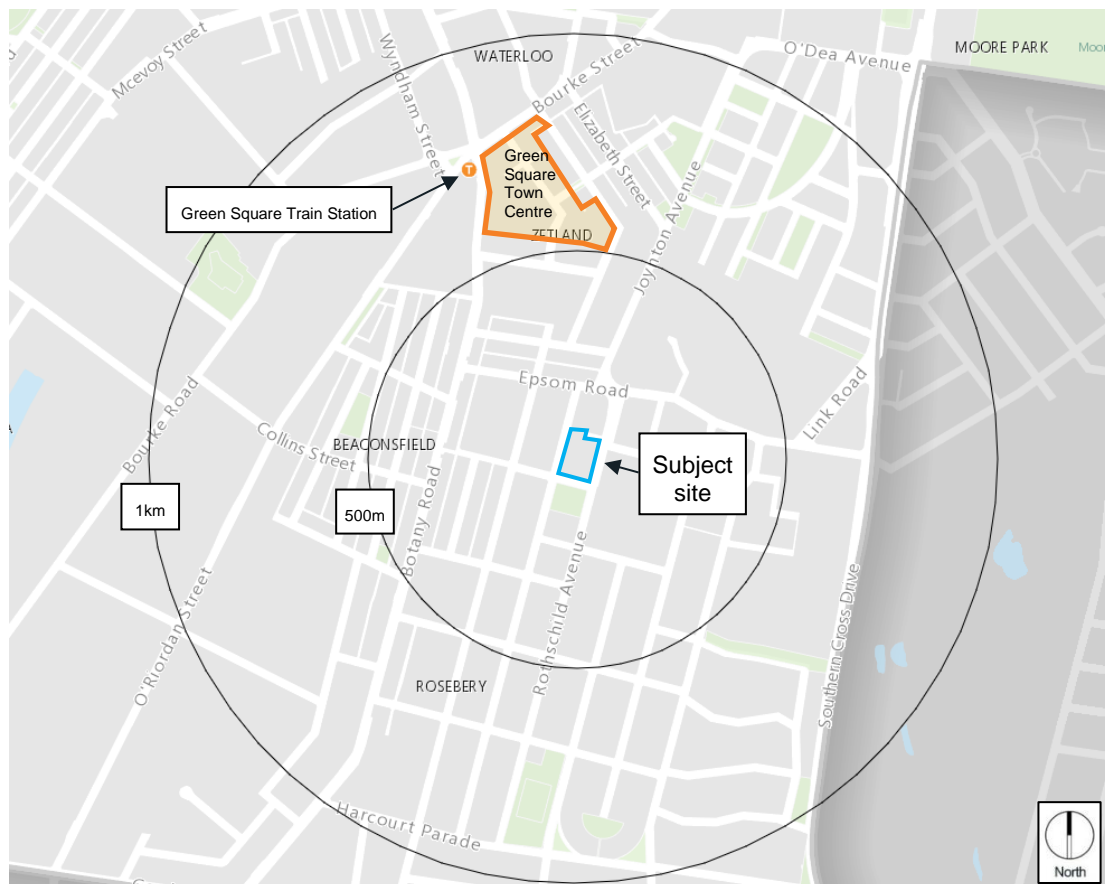 MOORE PARK
Moor
O'Dea Avenue
WATERLOO
Mcevoy Street
Wyndham Street
Bourke Street
Elizabeth Street
T
Green
Square
Town
Centre
Green Square Train Station
ZETLAND
Joynton Avenue
Epsom Road
Link Road
Bourke Road
Collins Street
BEACONSFIELD
Subject
site
1km
500m
Botany Road
Rothschild Avenue
O'Riordan Street
Southern Cross Drive
ROSEBERY
Harcourt Parade
North